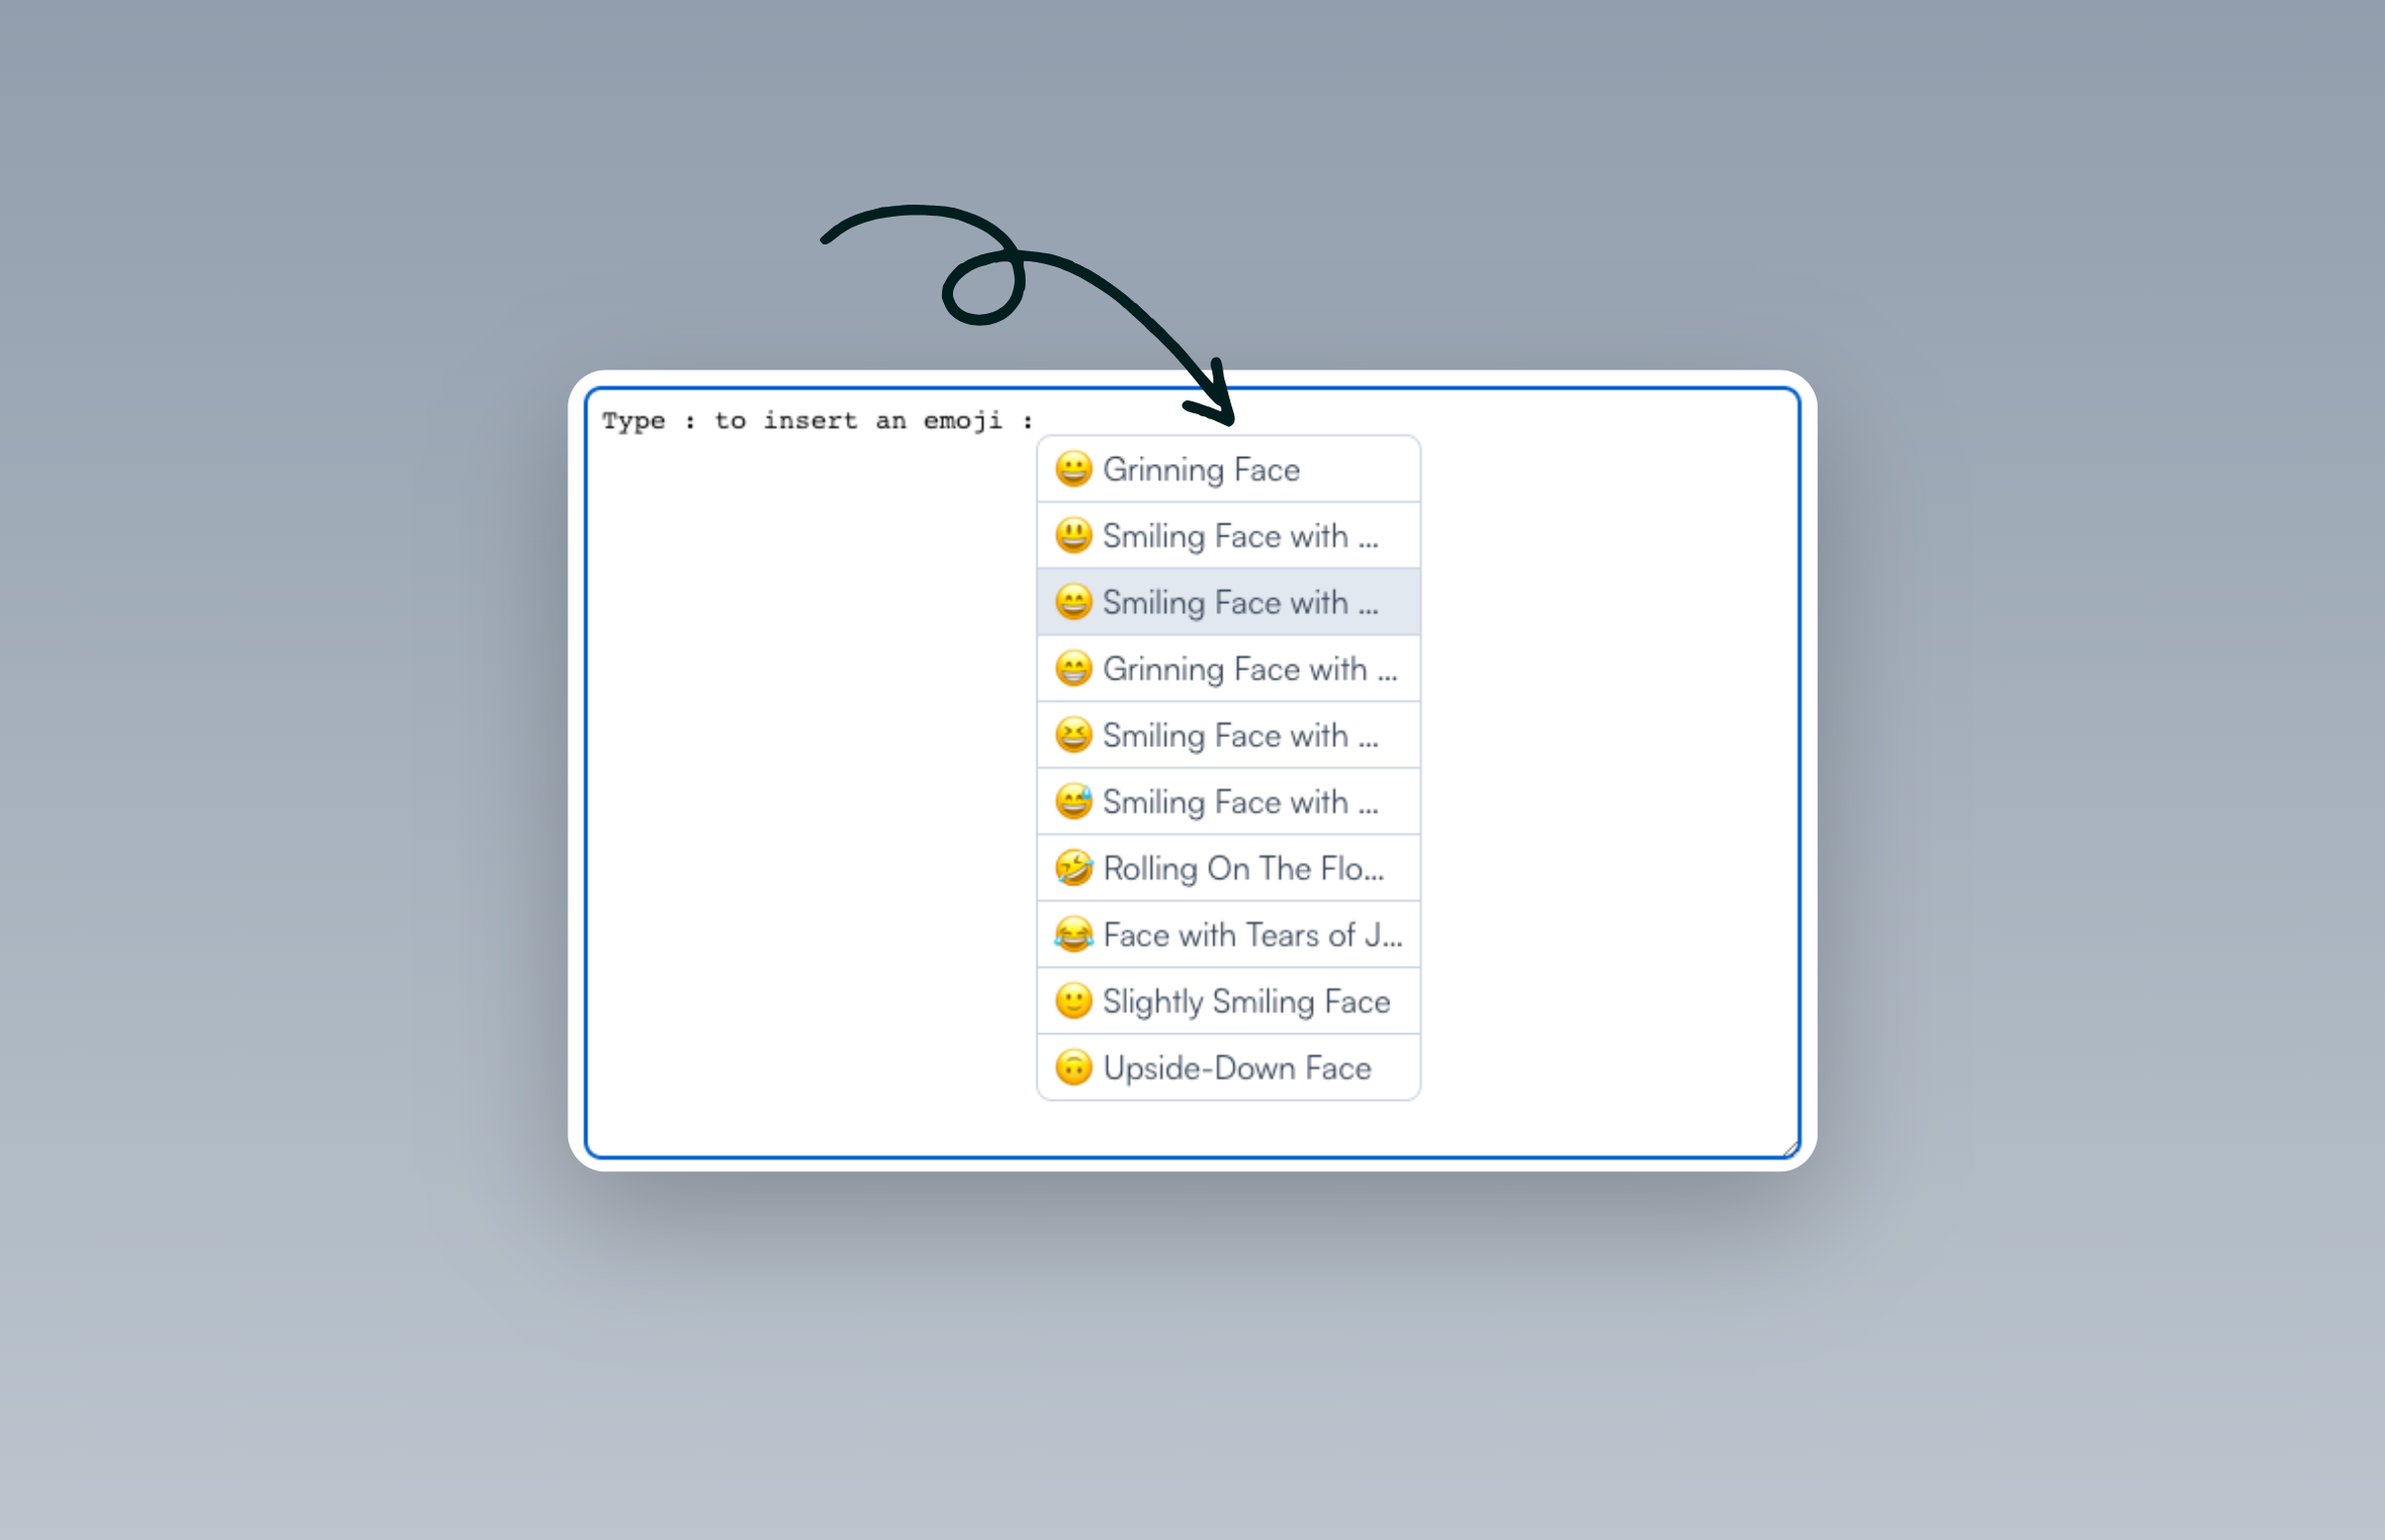 Type : to insert an emoji :
😀 Grinning Face
😃 Smiling Face with ...
😄 Smiling Face with ...
😁 Grinning Face with ...
😆 Smiling Face with ...
😅 Smiling Face with ...
🤣 Rolling On The Flo...
😂 Face with Tears of J...
🙂 Slightly Smiling Face
🙃 Upside-Down Face